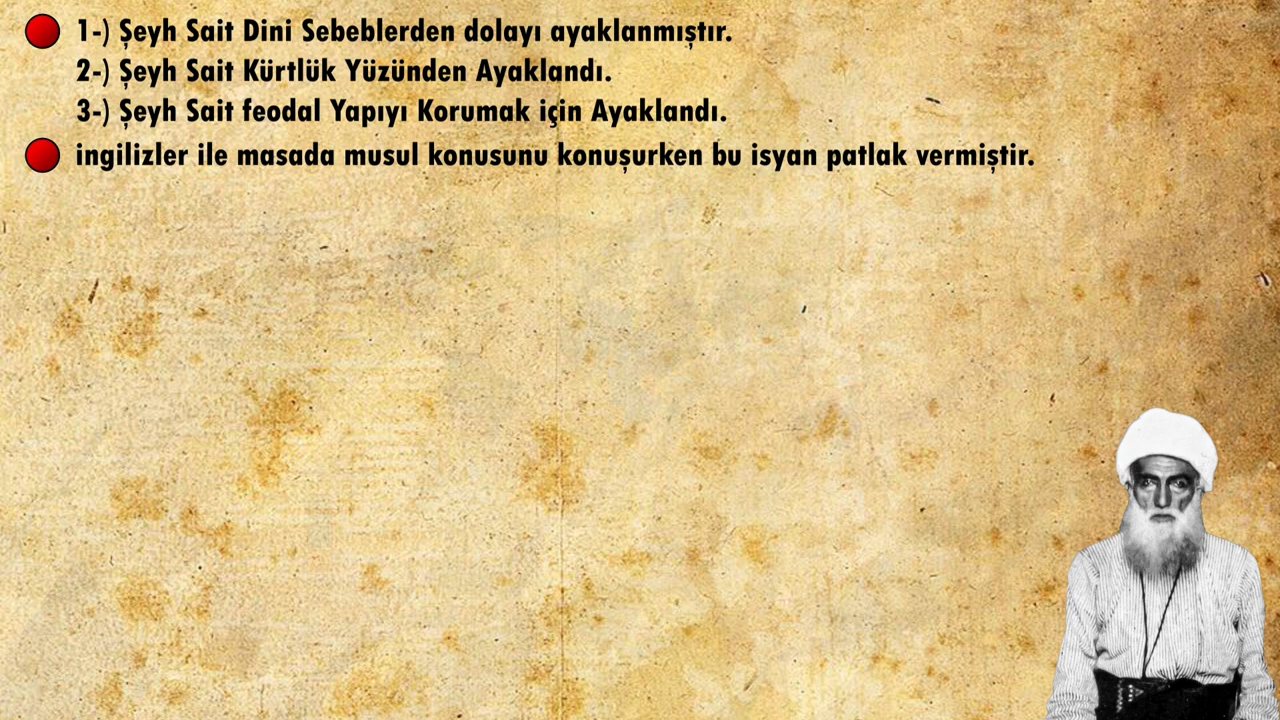 1-) Şeyh Sait Dini Sebeblerden dolayı ayaklanmıştır.
2-) Şeyh Sait Kürtlük Yüzünden Ayaklandı.
3-) Şeyh Sait feodal Yapıyı Korumak için Ayaklandı.
ingilizler ile masada musul konusunu konuşurken bu isyan patlak vermiştir.